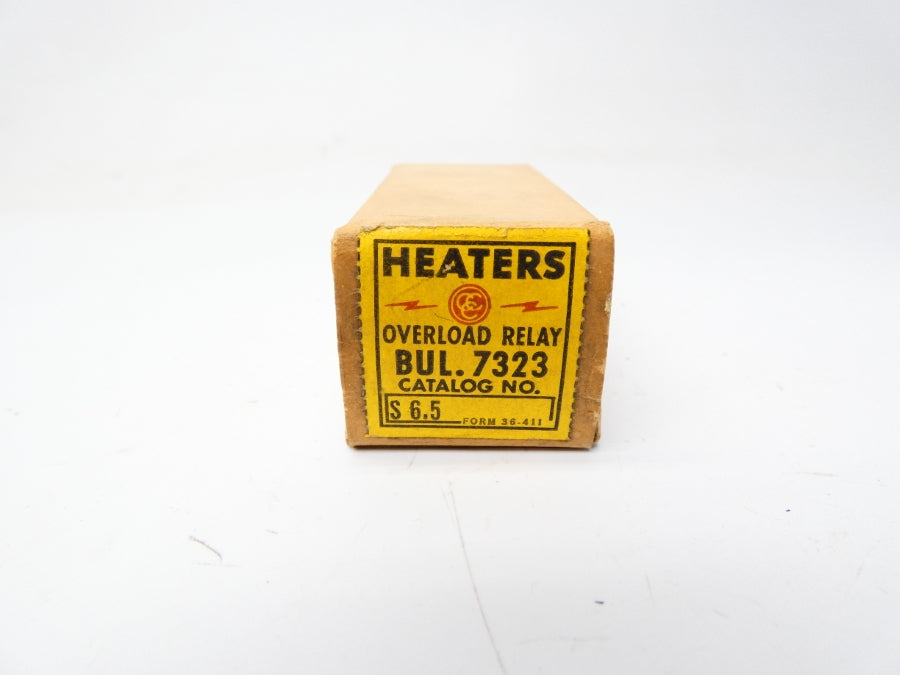 HEATERS
OVERLOAD RELAY
BUL. 7323
CATALOG NO.
S 6.5
FORM 36-411